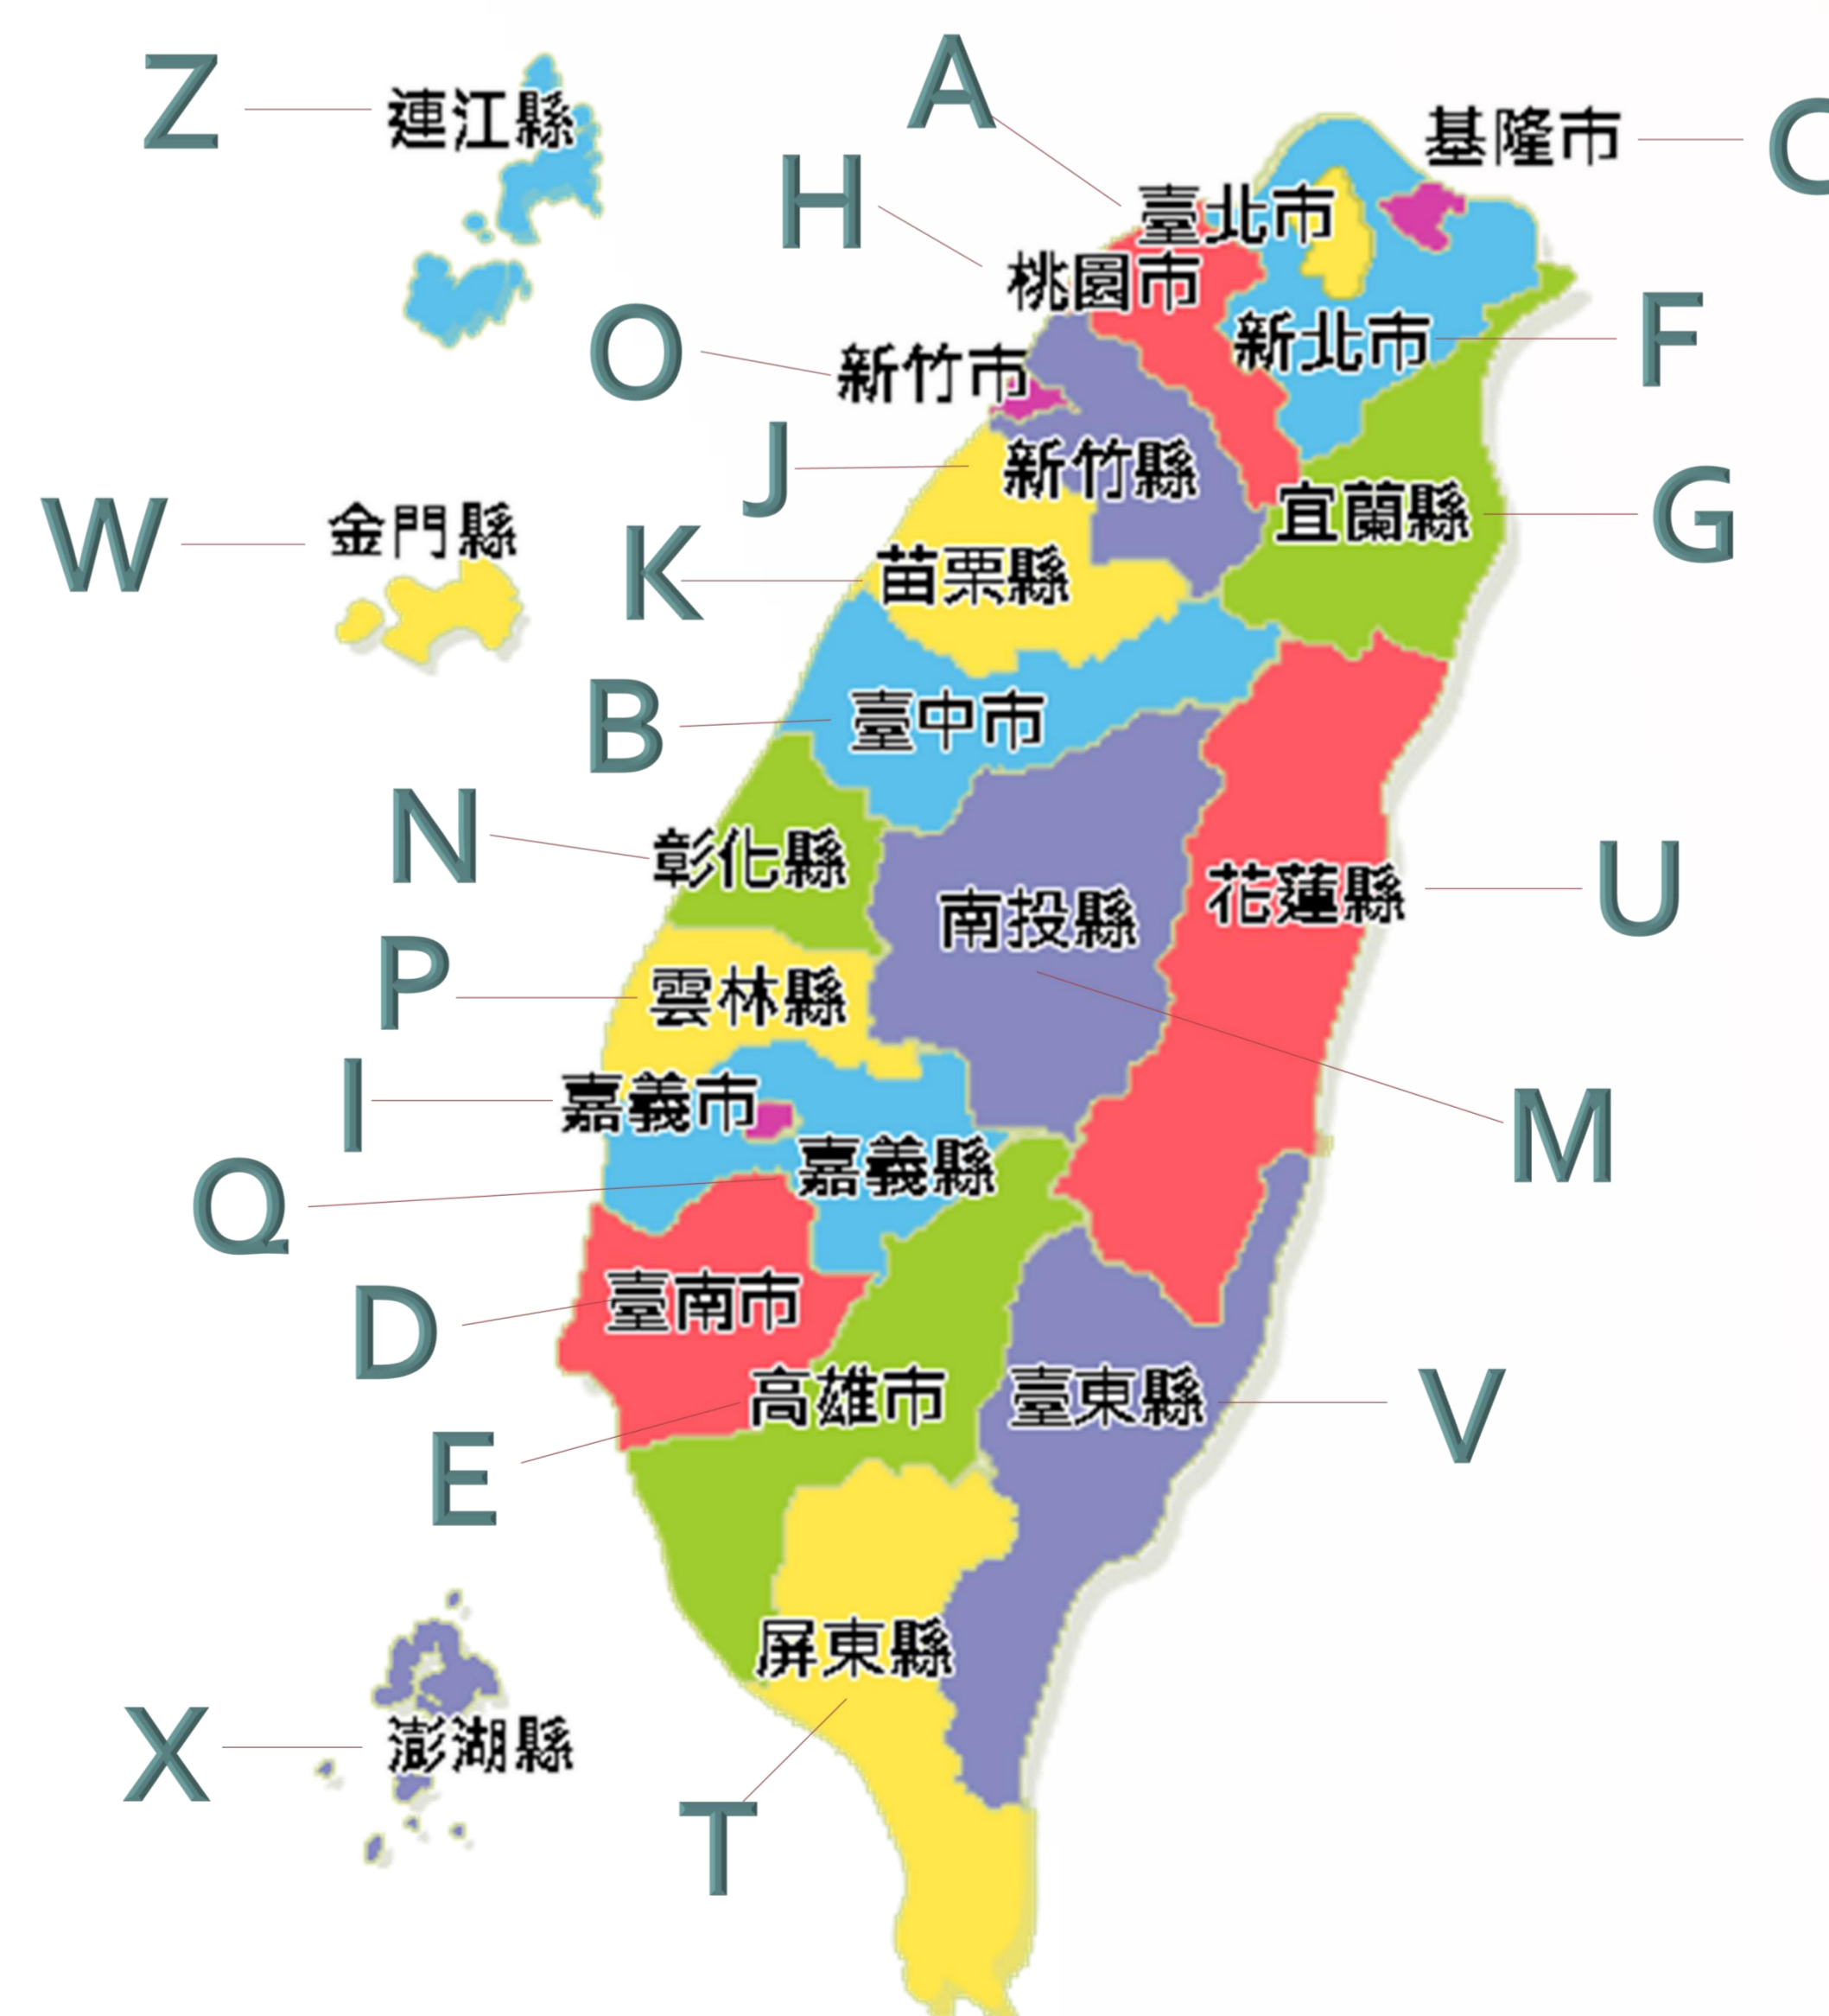 Z
連江縣
A
基隆市
C
H
臺北市
桃園市
O
新竹市
新北市
F
J
新竹縣
W
金門縣
宜蘭縣
G
K
苗栗縣
B
臺中市
N
彰化縣
花蓮縣
U
南投縣
P
雲林縣
I
嘉義市
M
Q
嘉義縣
D
臺南市
高雄市
臺東縣
V
E
屏東縣
X
澎湖縣
T